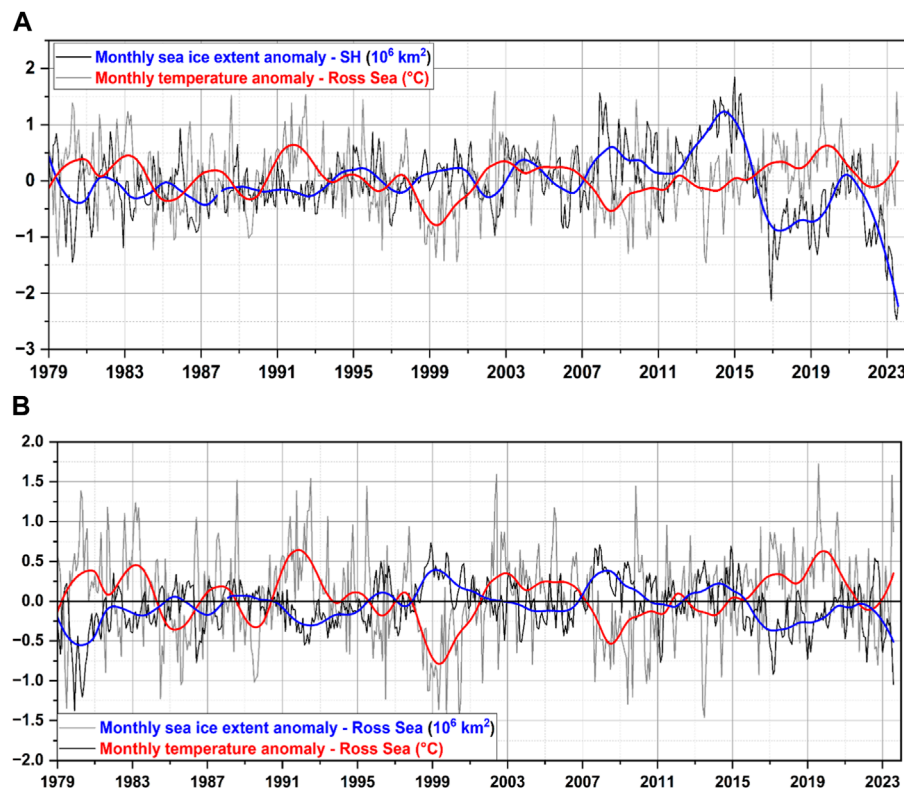 A
Monthly sea ice extent anomaly - SH (10⁶ km²)
Monthly temperature anomaly - Ross Sea (°C)
2
1
0
−1
−2
−3
1979 1983 1987 1991 1995 1999 2003 2007 2011 2015 2019 2023
B
2.0
1.5
1.0
0.5
0.0
−0.5
−1.0
−1.5
−2.0
Monthly sea ice extent anomaly - Ross Sea (10⁶ km²)
Monthly temperature anomaly - Ross Sea (°C)
1979 1983 1987 1991 1995 1999 2003 2007 2011 2015 2019 2023